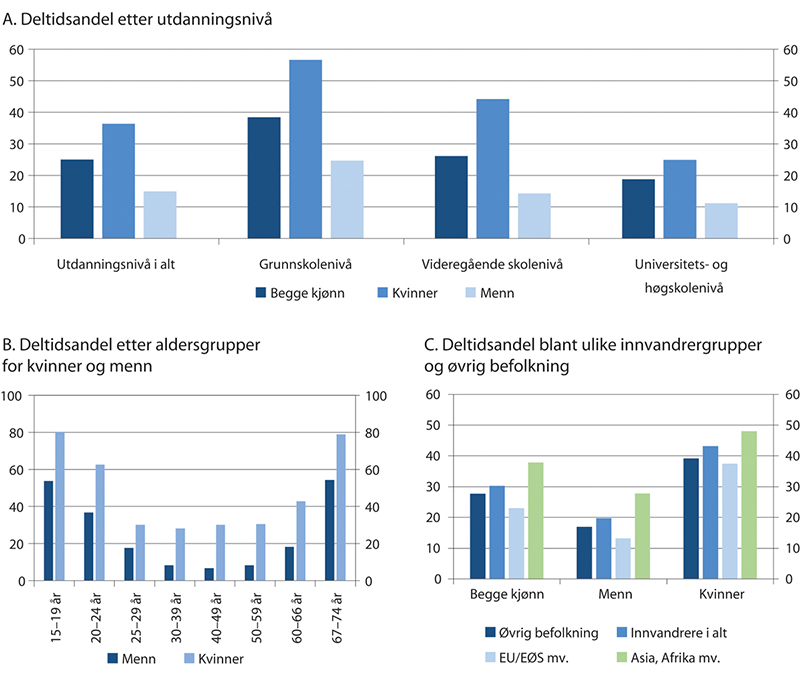 A. Deltidsandel etter utdanningsnivå
60 60
50 50
40 40
30 30
20 20
10 10
0 0
Utdanningsnivå i alt Grunnskolenivå Videregående skolenivå Universitets- og
høgskolenivå
Begge kjønn Kvinner Menn
B. Deltidsandel etter aldersgrupper
for kvinner og menn
100 100
80 80
60 60
40 40
20 20
0 0
15–19 år 20–24 år 25–29 år 30–39 år 40–49 år 50–59 år 60–66 år 67–74 år
Menn Kvinner
C. Deltidsandel blant ulike innvandrergrupper
og øvrig befolkning
60 60
50 50
40 40
30 30
20 20
10 10
0 0
Begge kjønn Menn Kvinner
Øvrig befolkning Innvandrere i alt
EU/EØS mv. Asia, Afrika mv.